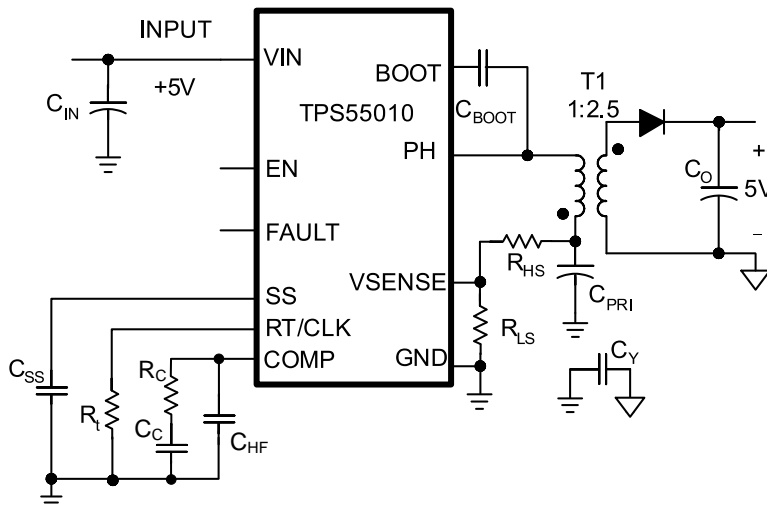 INPUT
VIN
+5V
C_IN
BOOT
C_BOOT
TPS55010
T1
1:2.5
PH
EN
FAULT
C_O
+
5V
–
R_HS
VSENSE
C_PRI
SS
RT/CLK
R_LS
COMP
GND
C_Y
C_SS
R_C
R_t
C_C
C_HF